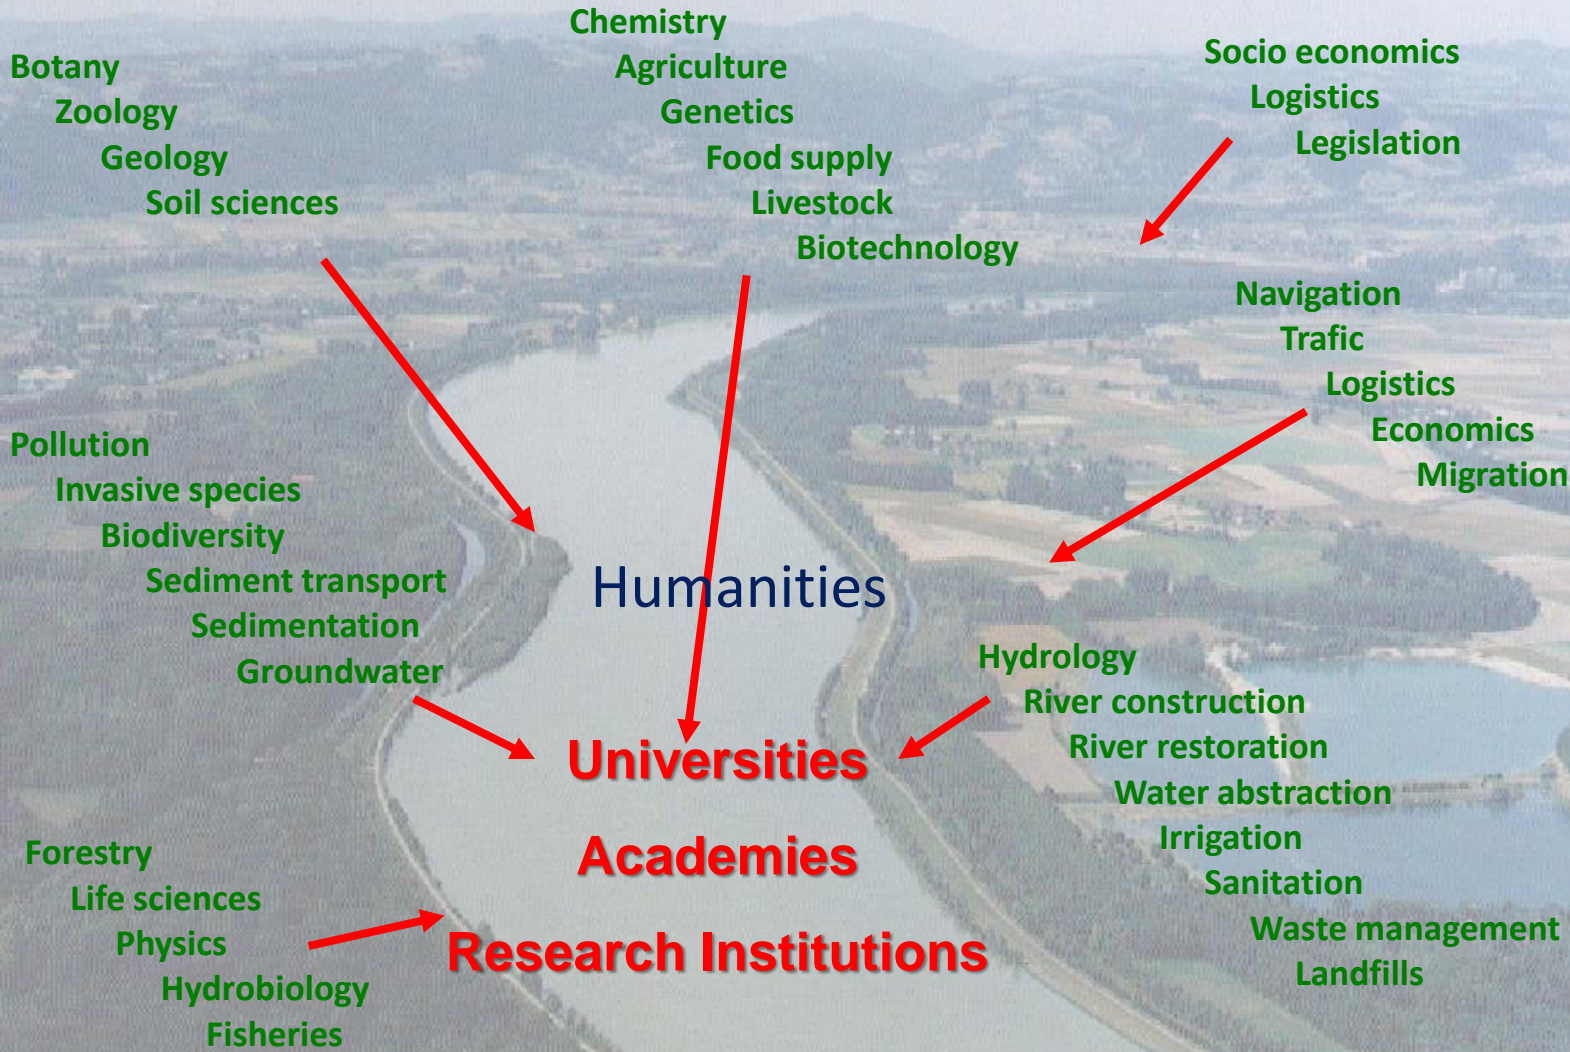 Botany
Zoology
Geology
Soil sciences
Chemistry
Agriculture
Genetics
Food supply
Livestock
Biotechnology
Socio economics
Logistics
Legislation
Navigation
Trafic
Logistics
Economics
Migration
Pollution
Invasive species
Biodiversity
Sediment transport
Sedimentation
Groundwater
Humanities
Hydrology
River construction
River restoration
Water abstraction
Irrigation
Sanitation
Waste management
Landfills
Universities
Academies
Research Institutions
Forestry
Life sciences
Physics
Hydrobiology
Fisheries